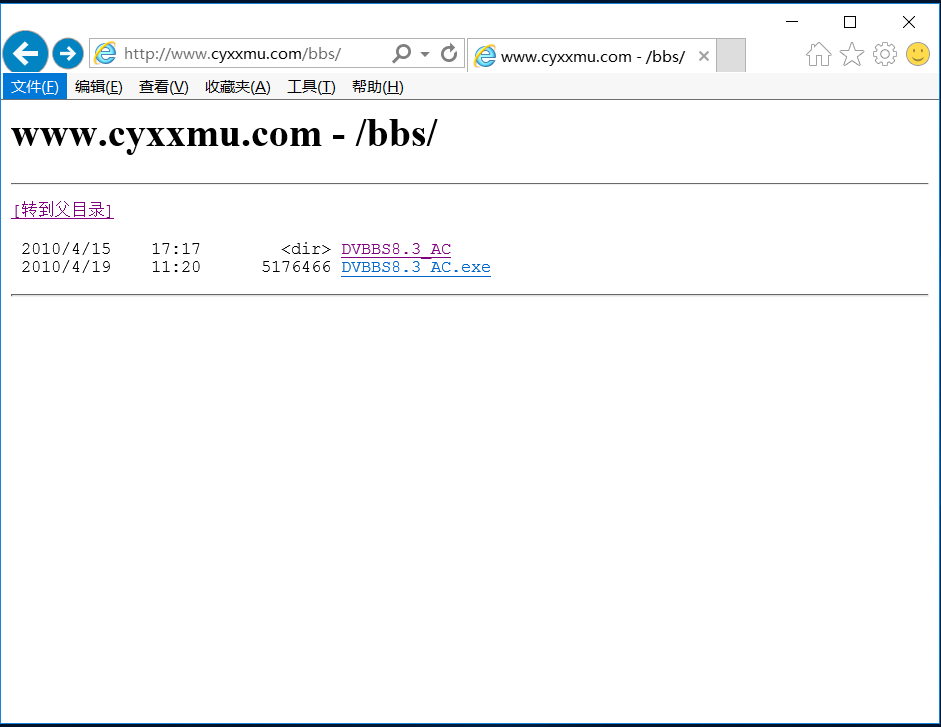 http://www.cyxxmu.com/bbs/
www.cyxxmu.com - /bbs/
文件(F) 编辑(E) 查看(V) 收藏夹(A) 工具(T) 帮助(H)
www.cyxxmu.com - /bbs/
[转到父目录]
2010/4/15 17:17 <dir> DVBBS8.3_AC
2010/4/19 11:20 5176466 DVBBS8.3_AC.exe